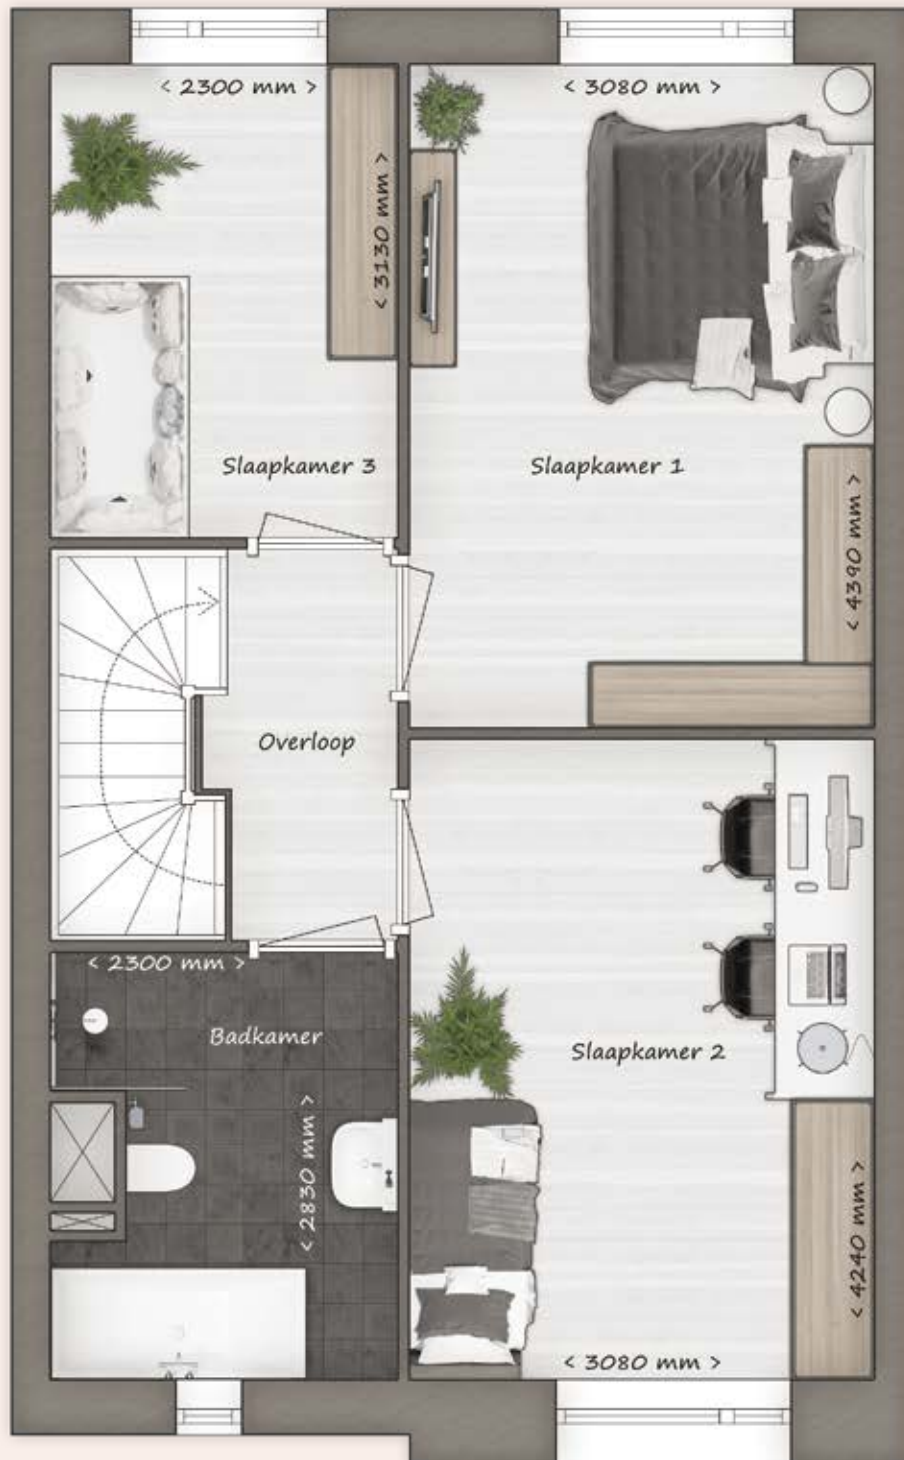 < 2300 mm >
< 3080 mm >
< 3130 mm >
Slaapkamer 3
Slaapkamer 1
< 4390 mm >
Overloop
< 2300 mm >
Badkamer
Slaapkamer 2
< 2830 mm >
< 4240 mm >
< 3080 mm >